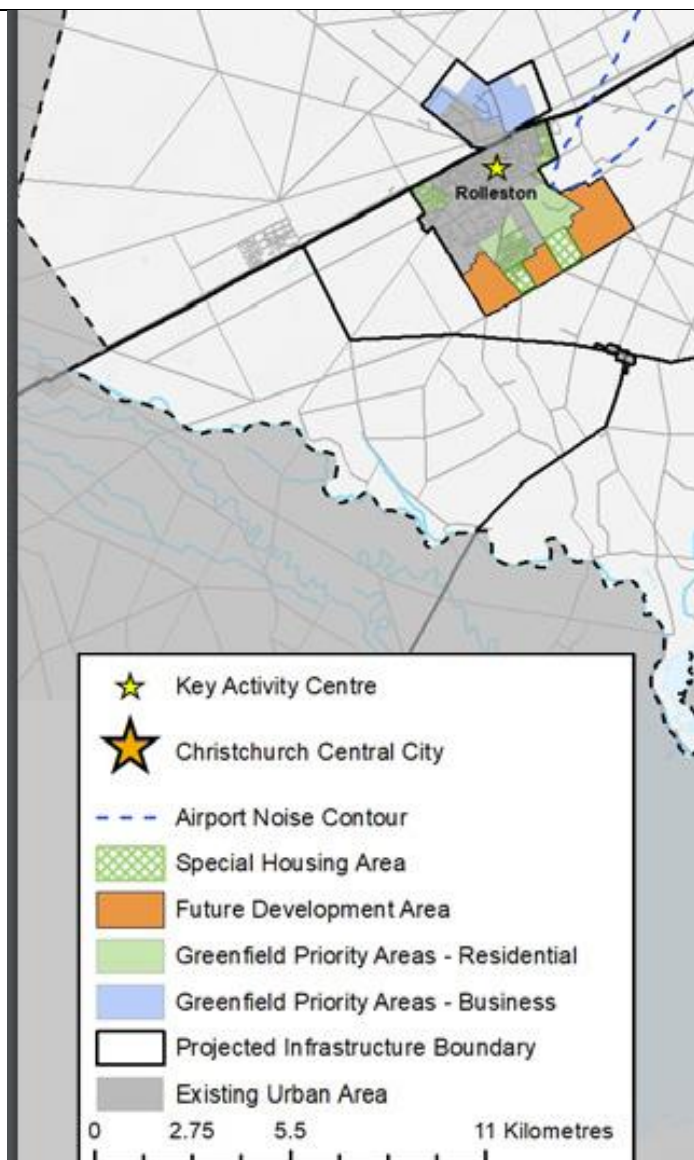 Rolleston
Key Activity Centre
Christchurch Central City
Airport Noise Contour
Special Housing Area
Future Development Area
Greenfield Priority Areas - Residential
Greenfield Priority Areas - Business
Projected Infrastructure Boundary
Existing Urban Area
0 2.75 5.5 11 Kilometres